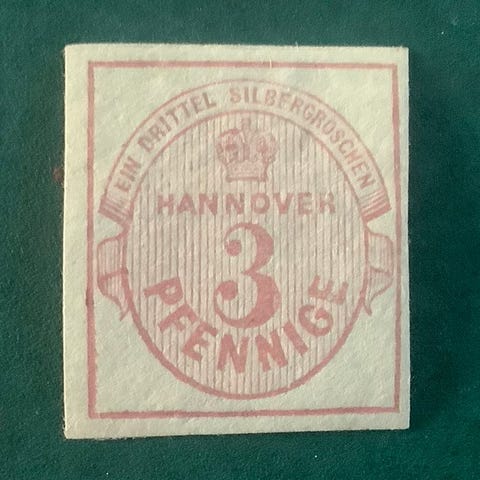 EIN DRITTEL SILBERGROSCHEN
HANNOVER
3
PFENNIGE